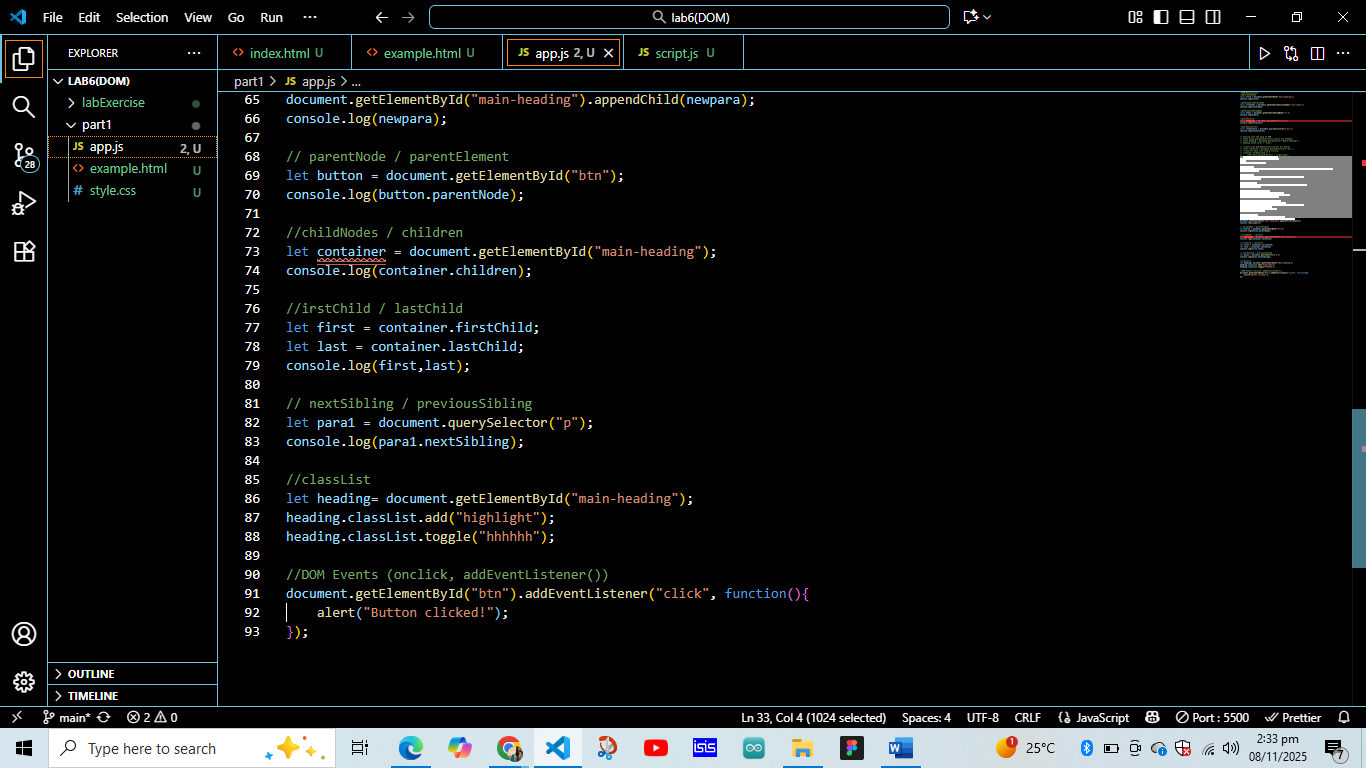 File Edit Selection View Go Run ···
lab6(DOM)
EXPLORER ···
LAB6(DOM)
labExercise
part1
JS app.js 2, U
<> example.html U
# style.css U
OUTLINE
TIMELINE
<> index.html U
<> example.html U
JS app.js 2, U
JS script.js U
part1 > JS app.js > ...
65 document.getElementById("main-heading").appendChild(newpara);
66 console.log(newpara);
67
68 // parentNode / parentElement
69 let button = document.getElementById("btn");
70 console.log(button.parentNode);
71
72 //childNodes / children
73 let container = document.getElementById("main-heading");
74 console.log(container.children);
75
76 //irstChild / lastChild
77 let first = container.firstChild;
78 let last = container.lastChild;
79 console.log(first,last);
80
81 // nextSibling / previousSibling
82 let para1 = document.querySelector("p");
83 console.log(para1.nextSibling);
84
85 //classList
86 let heading= document.getElementById("main-heading");
87 heading.classList.add("highlight");
88 heading.classList.toggle("hhhhhh");
89
90 //DOM Events (onclick, addEventListener())
91 document.getElementById("btn").addEventListener("click", function(){
92     alert("Button clicked!");
93 });
28
main* 2 0 Ln 33, Col 4 (1024 selected) Spaces: 4 UTF-8 CRLF JavaScript Port : 5500 Prettier
Type here to search
isis
1 25°C
2:33 pm
08/11/2025
7